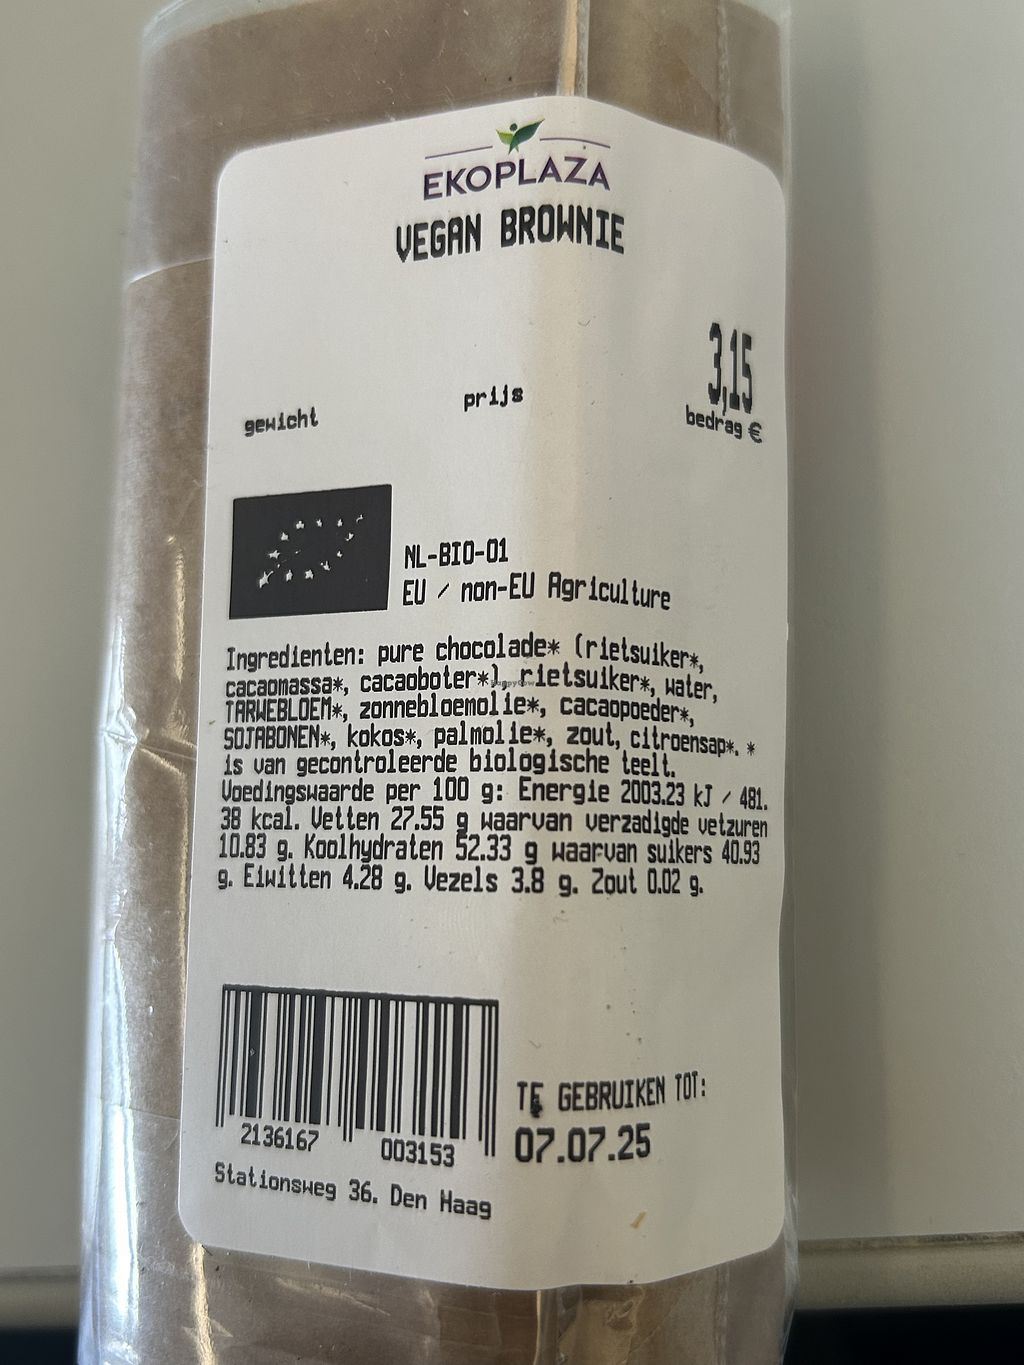 EKOPLAZA
VEGAN BROWNIE
3,15
gewicht prijs bedrag €
NL-BIO-01
EU / non-EU Agriculture
Ingredienten: pure chocolade* (rietsuiker*,
cacaomassa*, cacaoboter*), rietsuiker*, water,
TARWEBLOEM*, zonnebloemolie*, cacaopoeder*,
SOJABONEN*, kokos*, palmolie*, zout, citroensap*. *
is van gecontroleerde biologische teelt.
Voedingswaarde per 100 g: Energie 2003.23 kJ / 481.
38 kcal. Vetten 27.55 g waarvan verzadigde vetzuren
10.83 g. Koolhydraten 52.33 g waarvan suikers 40.93
g. Eiwitten 4.28 g. Vezels 3.8 g. Zout 0.02 g.
TE GEBRUIKEN TOT:
07.07.25
2136167 003153
Stationsweg 36. Den Haag
HappyCow